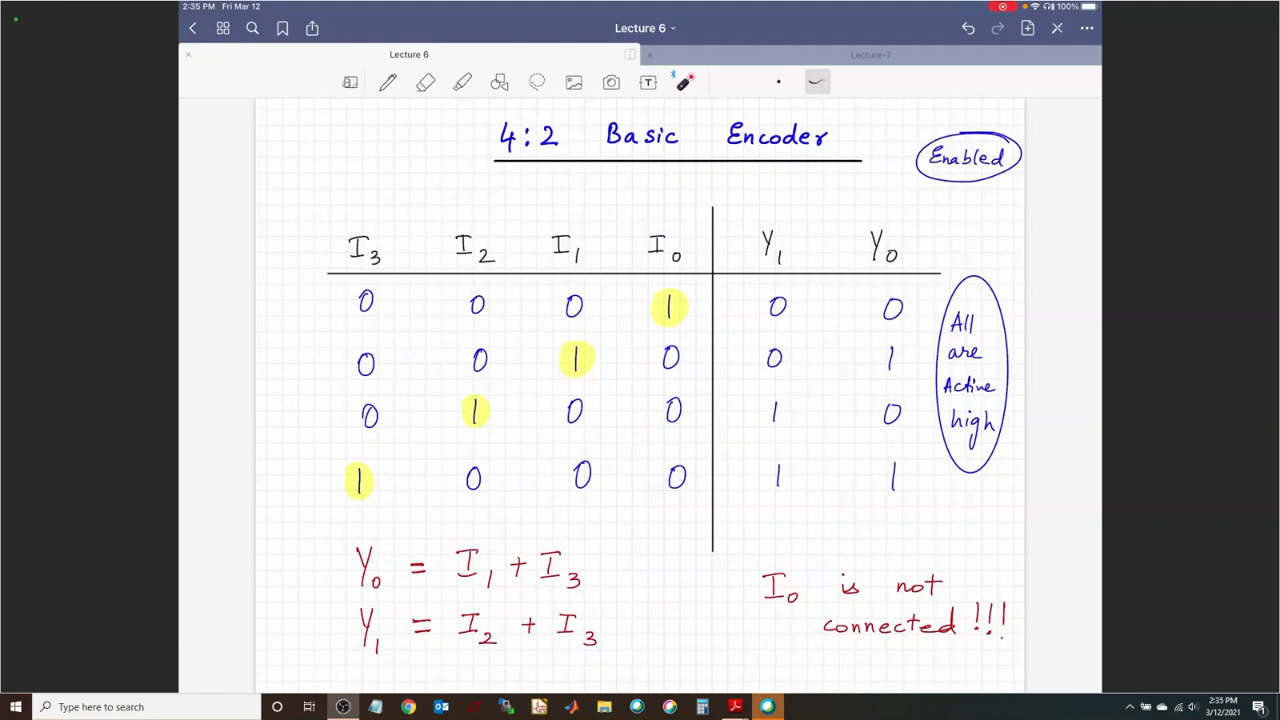 2:35 PM Fri Mar 12
100%
Lecture 6
Lecture 6
Lecture-7
4:2 Basic Encoder
Enabled
I3 I2 I1 I0 Y1 Y0
0 0 0 1 0 0
0 0 1 0 0 1
0 1 0 0 1 0
1 0 0 0 1 1
All
are
Active
high
Y0 = I1 + I3
Y1 = I2 + I3
I0 is not
connected!!!
Type here to search
2:35 PM
3/12/2021